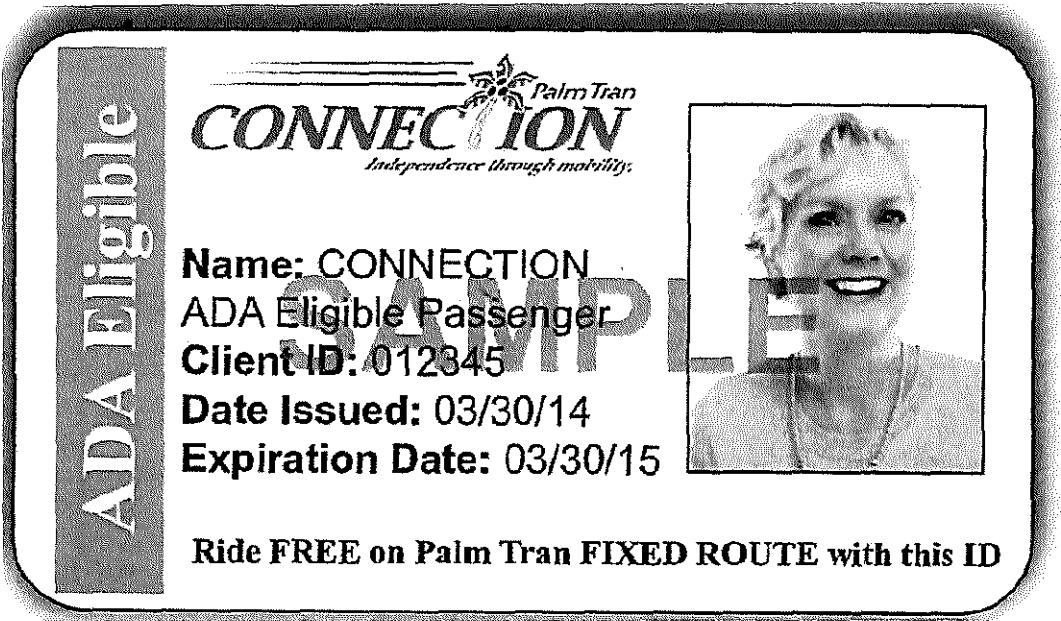 ADA Eligible
Palm Tran
CONNECTION
Independence through mobility.
Name: CONNECTION
ADA Eligible Passenger
SAMPLE
Client ID: 012345
Date Issued: 03/30/14
Expiration Date: 03/30/15
Ride FREE on Palm Tran FIXED ROUTE with this ID